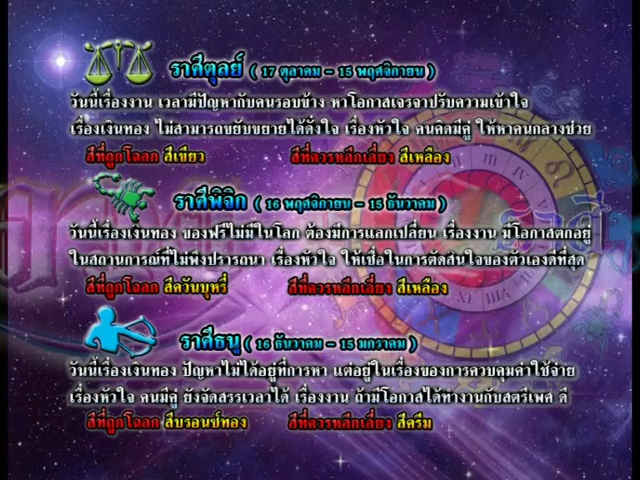 ราศีตุลย์ ( 17 ตุลาคม - 15 พฤศจิกายน )
วันนี้เรื่องงาน เวลามีปัญหากับคนรอบข้าง หาโอกาสเจรจาปรับความเข้าใจ
เรื่องเงินทอง ไม่สามารถขยับขยายได้ดั่งใจ เรื่องหัวใจ คนคิดมีคู่ ให้หาคนกลางช่วย
สีที่ถูกโฉลก สีเขียว สีที่ควรหลีกเลี่ยง สีเหลือง
ราศีพิจิก ( 16 พฤศจิกายน - 15 ธันวาคม )
วันนี้เรื่องเงินทอง ของฟรีไม่มีในโลก ต้องมีการแลกเปลี่ยน เรื่องงาน มีโอกาสตกอยู่
ในสถานการณ์ที่ไม่พึงปรารถนา เรื่องหัวใจ ให้เชื่อในการตัดสินใจของตัวเองดีที่สุด
สีที่ถูกโฉลก สีควันบุหรี่ สีที่ควรหลีกเลี่ยง สีเหลือง
ราศีธนู ( 16 ธันวาคม - 15 มกราคม )
วันนี้เรื่องเงินทอง ปัญหาไม่ได้อยู่ที่การหา แต่อยู่ในเรื่องของการควบคุมค่าใช้จ่าย
เรื่องหัวใจ คนมีคู่ ยังจัดสรรเวลาได้ เรื่องงาน ถ้ามีโอกาสได้ทำงานกับสตรีเพศ ดี
สีที่ถูกโฉลก สีบรอนซ์ทอง สีที่ควรหลีกเลี่ยง สีครีม